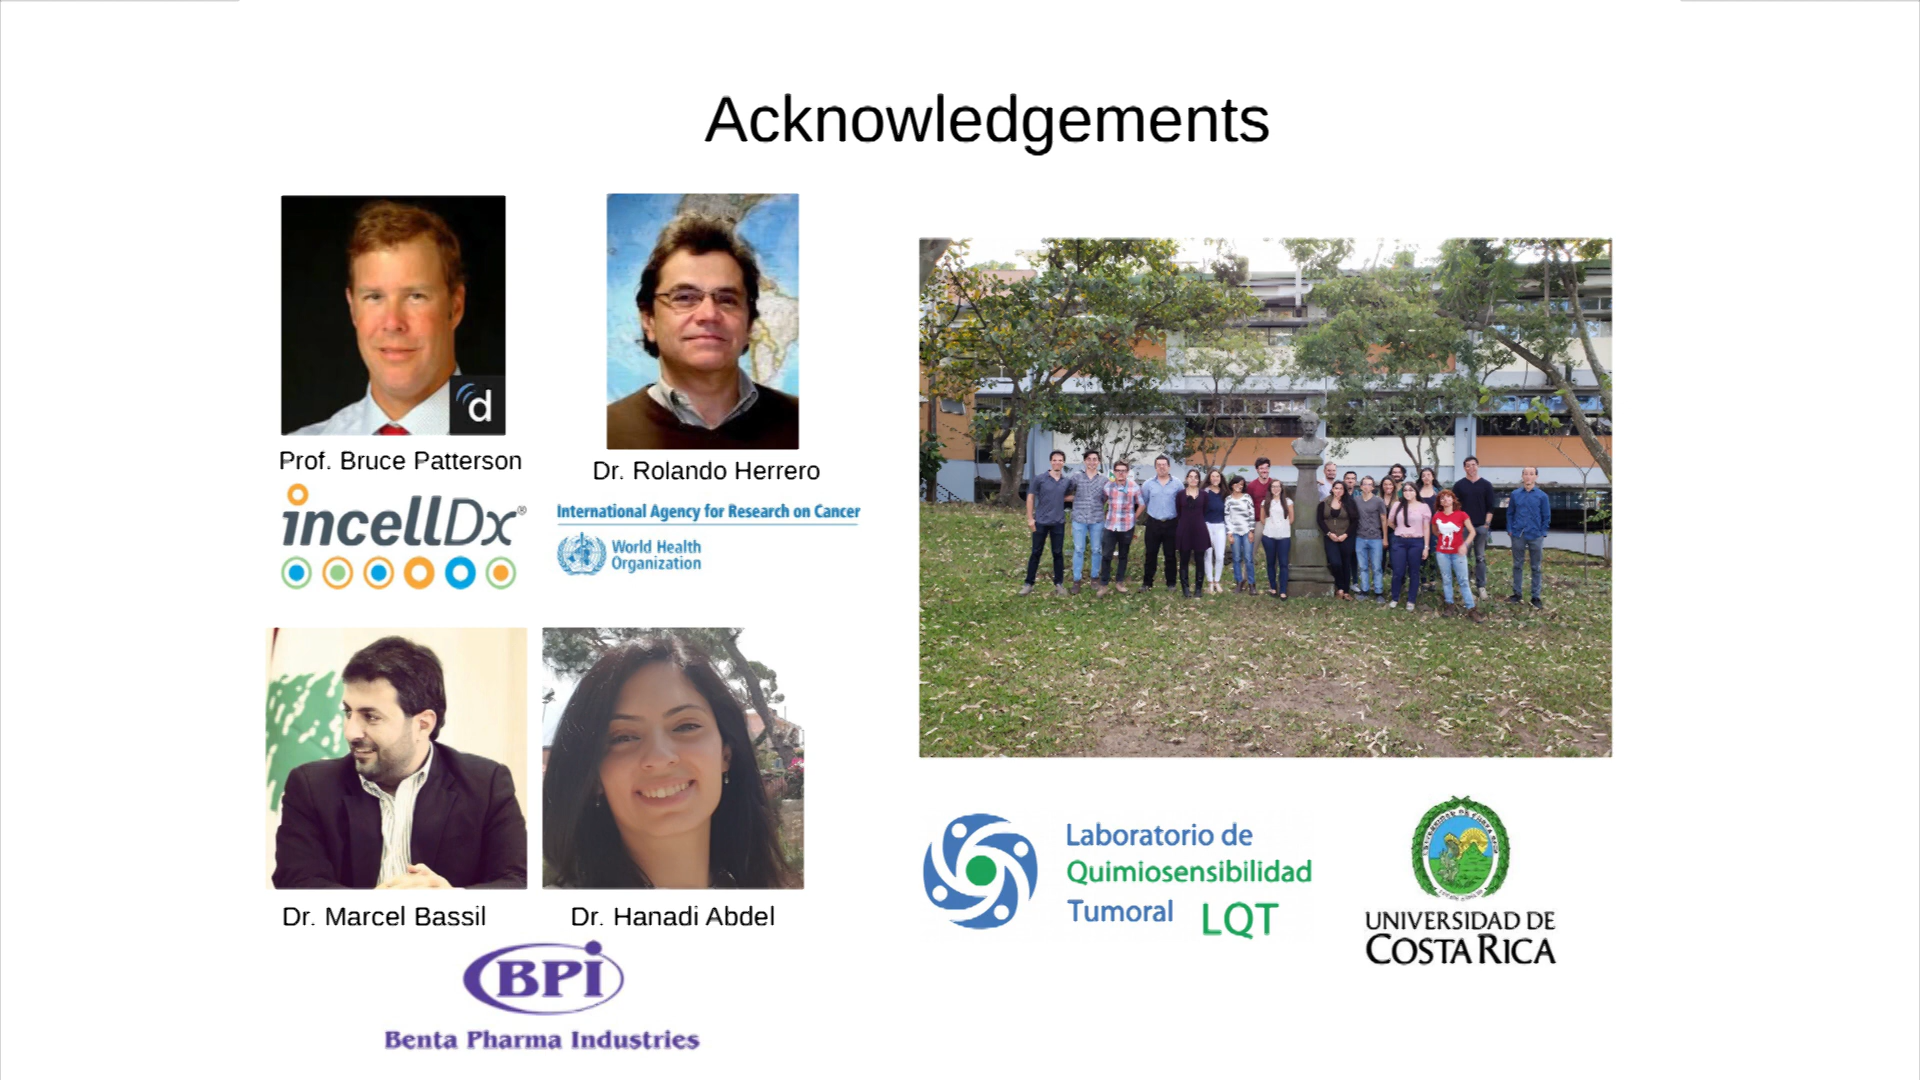 Acknowledgements
d
Prof. Bruce Patterson
Dr. Rolando Herrero
incellDx®
International Agency for Research on Cancer
World Health
Organization
Dr. Marcel Bassil
Dr. Hanadi Abdel
BPi
Benta Pharma Industries
Laboratorio de
Quimiosensibilidad
Tumoral LQT
UNIVERSIDAD DE
COSTA RICA